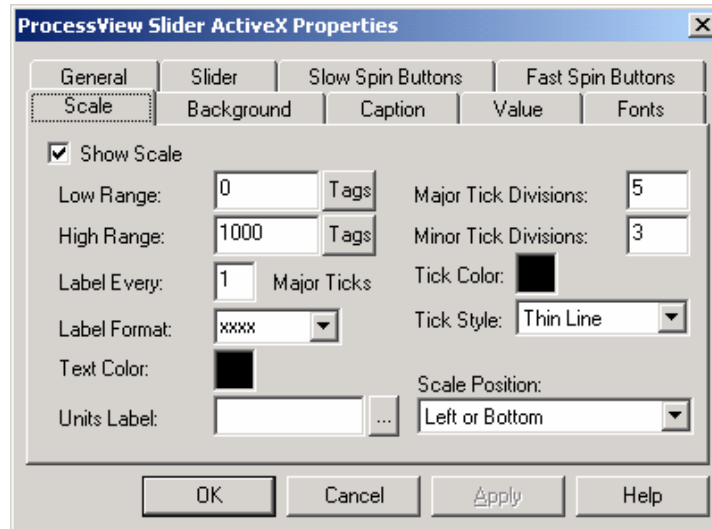 ProcessView Slider ActiveX Properties
General Slider Slow Spin Buttons Fast Spin Buttons
Scale Background Caption Value Fonts
Show Scale
Low Range: 0 Tags Major Tick Divisions: 5
High Range: 1000 Tags Minor Tick Divisions: 3
Label Every: 1 Major Ticks Tick Color:
Label Format: xxxx Tick Style: Thin Line
Text Color:
Scale Position:
Units Label: ... Left or Bottom
OK Cancel Apply Help